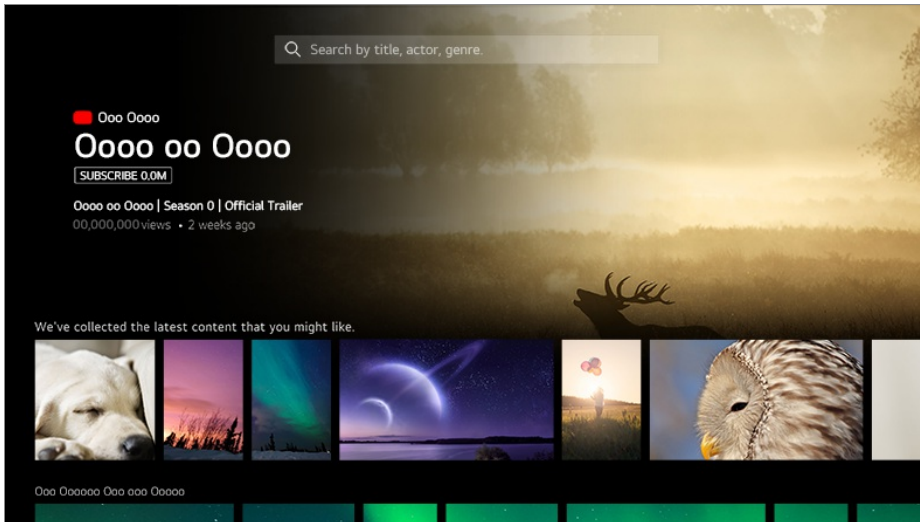 Search by title, actor, genre.
Ooo Oooo
Oooo oo Oooo
SUBSCRIBE 0.0M
Oooo oo Oooo | Season 0 | Official Trailer
00,000,000 views • 2 weeks ago
We've collected the latest content that you might like.
Ooo Oooooo Ooo ooo Ooooo